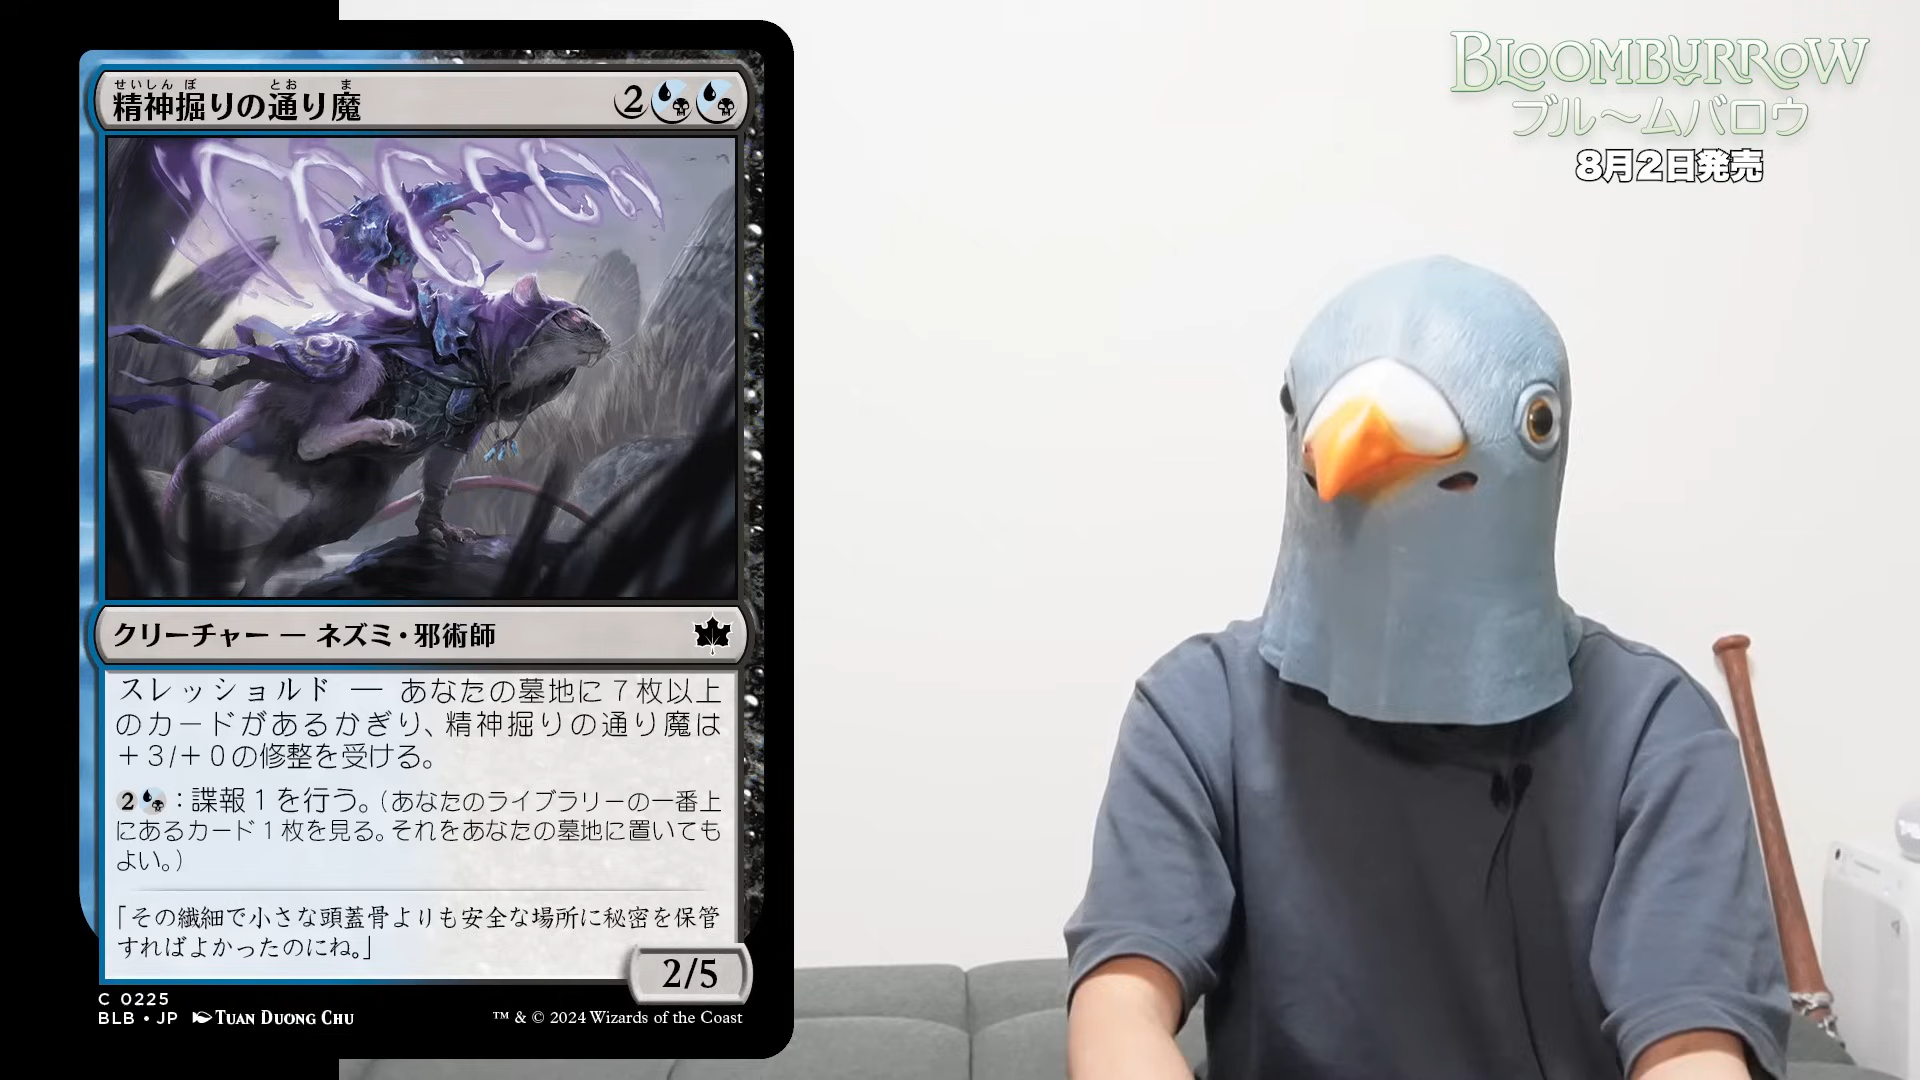 せいしん ぼ とお ま
精神掘りの通り魔 2
クリーチャー ― ネズミ・邪術師
スレッショルド ― あなたの墓地に７枚以上
のカードがあるかぎり、精神掘りの通り魔は
＋３/＋０の修整を受ける。
2：諜報１を行う。（あなたのライブラリーの一番上
にあるカード１枚を見る。それをあなたの墓地に置いても
よい。）
「その繊細で小さな頭蓋骨よりも安全な場所に秘密を保管
すればよかったのにね。」
2/5
C 0225
BLB • JP TUAN DUONG CHU
™ & © 2024 Wizards of the Coast
BLOOMBURROW
ブルームバロウ
8月2日発売